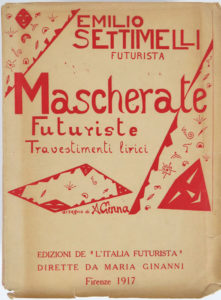 EMILIO
SETTIMELLI
FUTURISTA
Mascherate
Futuriste
Travestimenti lirici
disegno di A. Ginna
EDIZIONI DE "L'ITALIA FUTURISTA"
DIRETTE DA MARIA GINANNI
Firenze 1917